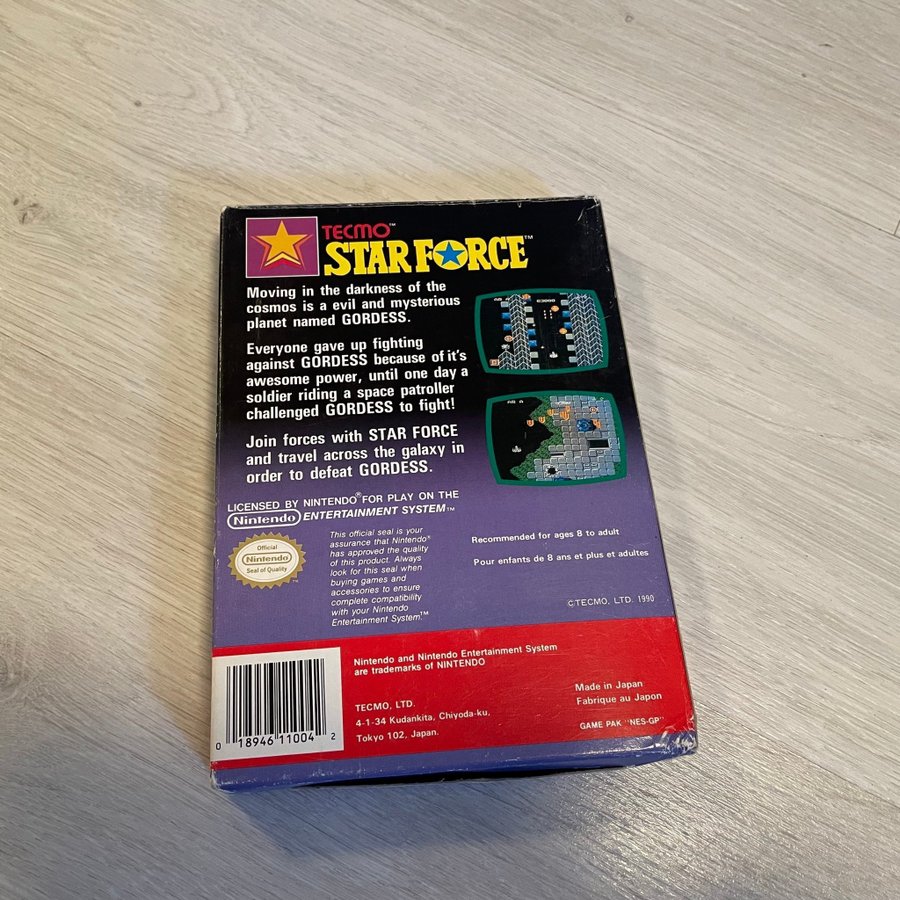 TECMO™
STAR FORCE™
Moving in the darkness of the
cosmos is a evil and mysterious
planet named GORDESS.
Everyone gave up fighting
against GORDESS because of it's
awesome power, until one day a
soldier riding a space patroller
challenged GORDESS to fight!
Join forces with STAR FORCE
and travel across the galaxy in
order to defeat GORDESS.
LICENSED BY NINTENDO® FOR PLAY ON THE
Nintendo ENTERTAINMENT SYSTEM™
Official
Nintendo
Seal of Quality
™
This official seal is your
assurance that Nintendo®
has approved the quality
of this product. Always
look for this seal when
buying games and
accessories to ensure
complete compatibility
with your Nintendo
Entertainment System.™
Recommended for ages 8 to adult
Pour enfants de 8 ans et plus et adultes
©TECMO, LTD. 1990
Nintendo and Nintendo Entertainment System
are trademarks of NINTENDO
TECMO, LTD.
4-1-34 Kudankita, Chiyoda-ku,
Tokyo 102, Japan.
Made in Japan
Fabrique au Japon
GAME PAK "NES-GP"
0 18946 11004 2